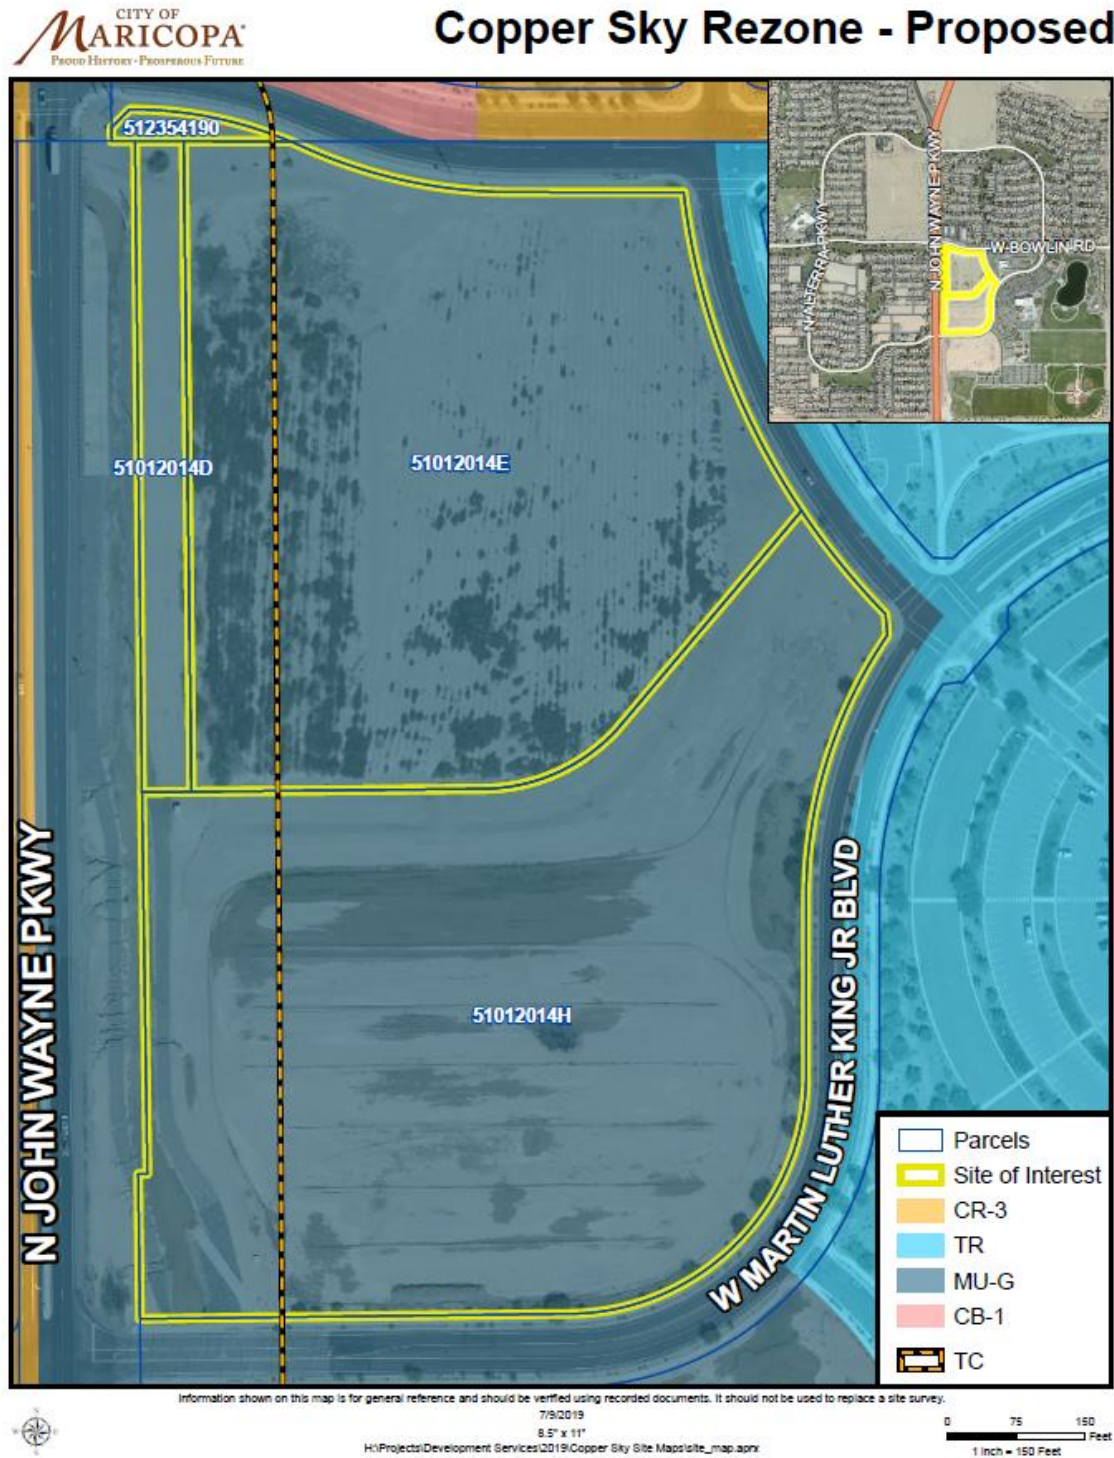 CITY OF
MARICOPA
PROUD HISTORY • PROSPEROUS FUTURE
Copper Sky Rezone - Proposed
512354190
N JOHN WAYNE PKWY
W BOWLIN RD
N ALTERRA PKWY
51012014D
51012014E
N JOHN WAYNE PKWY
51012014H
W MARTIN LUTHER KING JR BLVD
Parcels
Site of Interest
CR-3
TR
MU-G
CB-1
TC
Information shown on this map is for general reference and should be verified using recorded documents. It should not be used to replace a site survey.
7/9/2019
8.5" x 11"
H:\Projects\Development Services\2019\Copper Sky Site Maps\site_map.aprx
0 75 150
Feet
1 inch = 150 Feet